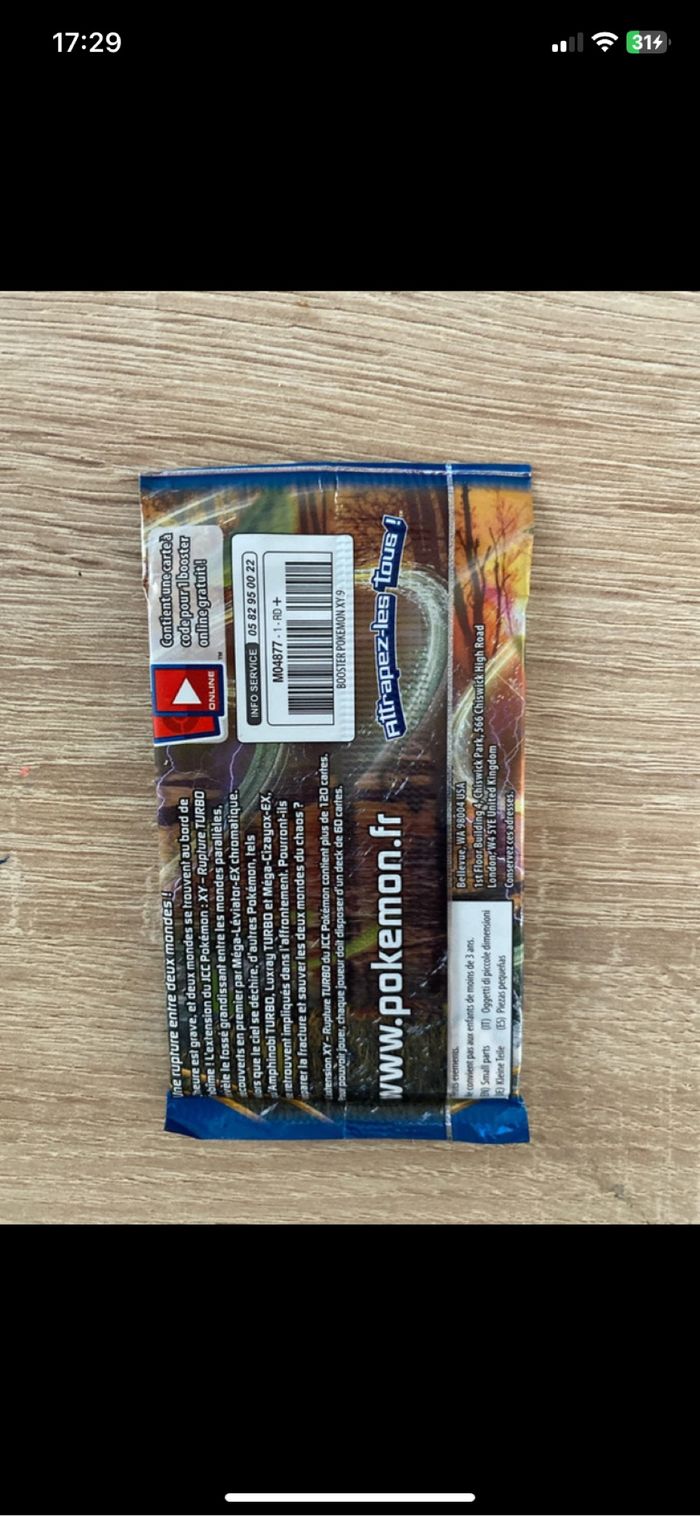 17:29
31
ne rupture entre deux mondes !
eure est grave, et deux mondes se trouvent au bord de
me ! L'extension du JCC Pokémon : XY – Rupture TURBO
èle le fossé grandissant entre les mondes parallèles,
couverts en premier par Méga-Léviator-EX chromatique.
ors que le ciel se déchire, d'autres Pokémon, tels
Amphinobi TURBO, Luxray TURBO et Méga-Cizayox-EX,
etrouvent impliqués dans l'affrontement. Pourront-ils
arer la fracture et sauver les deux mondes du chaos ?
xtension XY – Rupture TURBO du JCC Pokémon contient plus de 120 cartes.
pouvoir jouer, chaque joueur doit disposer d'un deck de 60 cartes.
www.pokemon.fr
ONLINE
Contient une carte à
code pour 1 booster
online gratuit !
INFO SERVICE 05 82 95 00 22
M04877 - 1 - RD +
BOOSTER POKEMON XY 9
Attrapez-les tous !
e convient pas aux enfants de moins de 3 ans.
Small parts (IT) Oggetti di piccole dimensioni
Kleine Teile (ES) Piezas pequeñas
Bellevue, WA 98004 USA
1st Floor Building 4, Chiswick Park, 566 Chiswick High Road
London, W4 5YE United Kingdom
Conservez ces adresses.